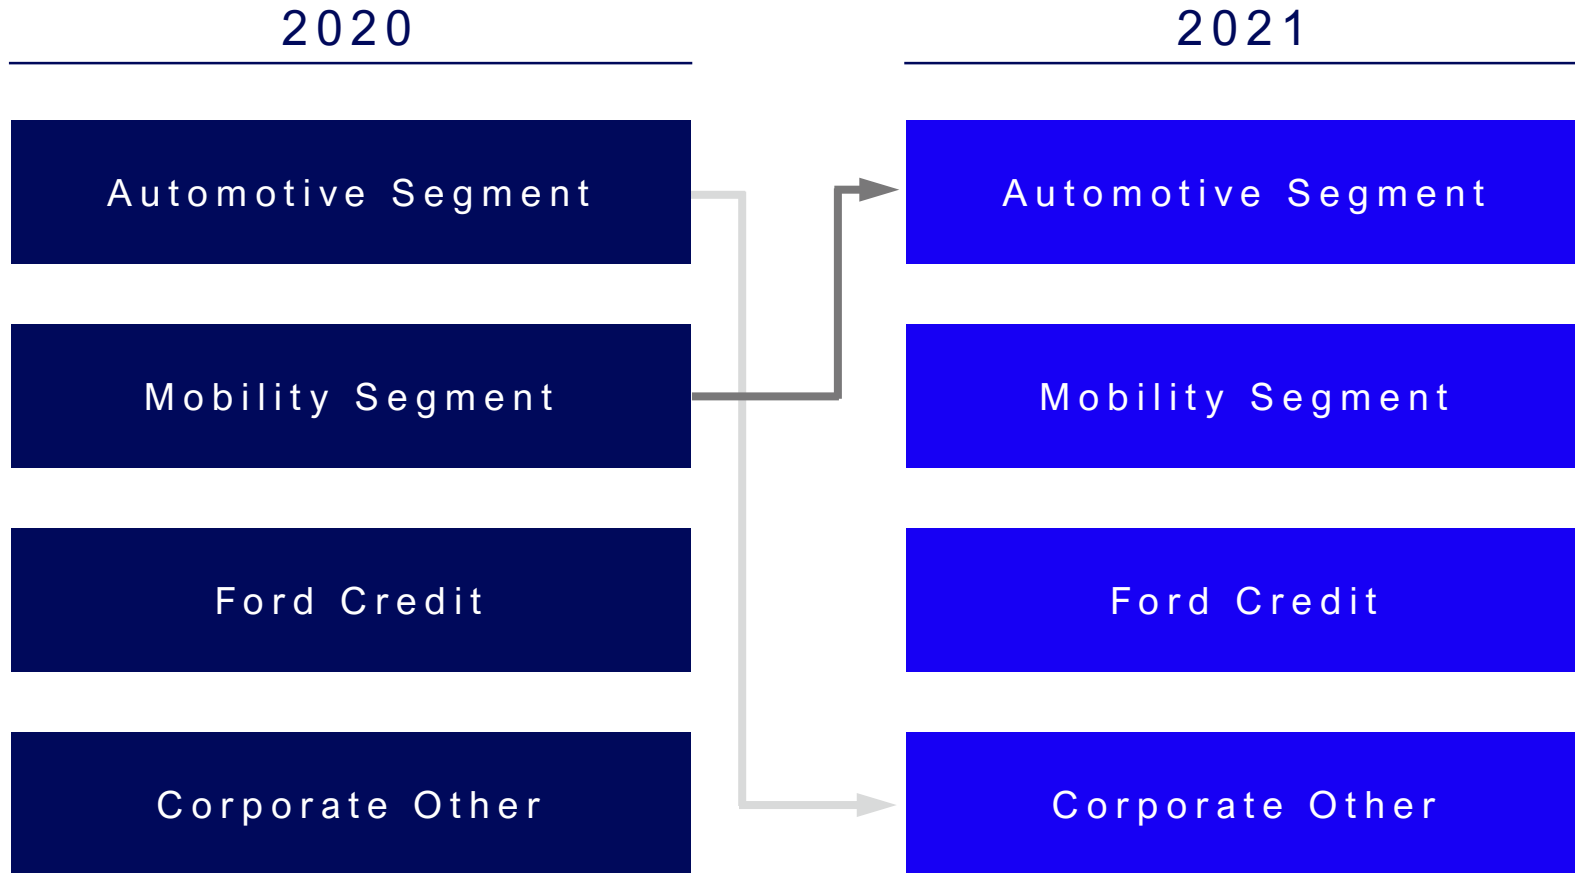 2020
2021
Automotive Segment
Automotive Segment
Mobility Segment
Mobility Segment
Ford Credit
Ford Credit
Corporate Other
Corporate Other